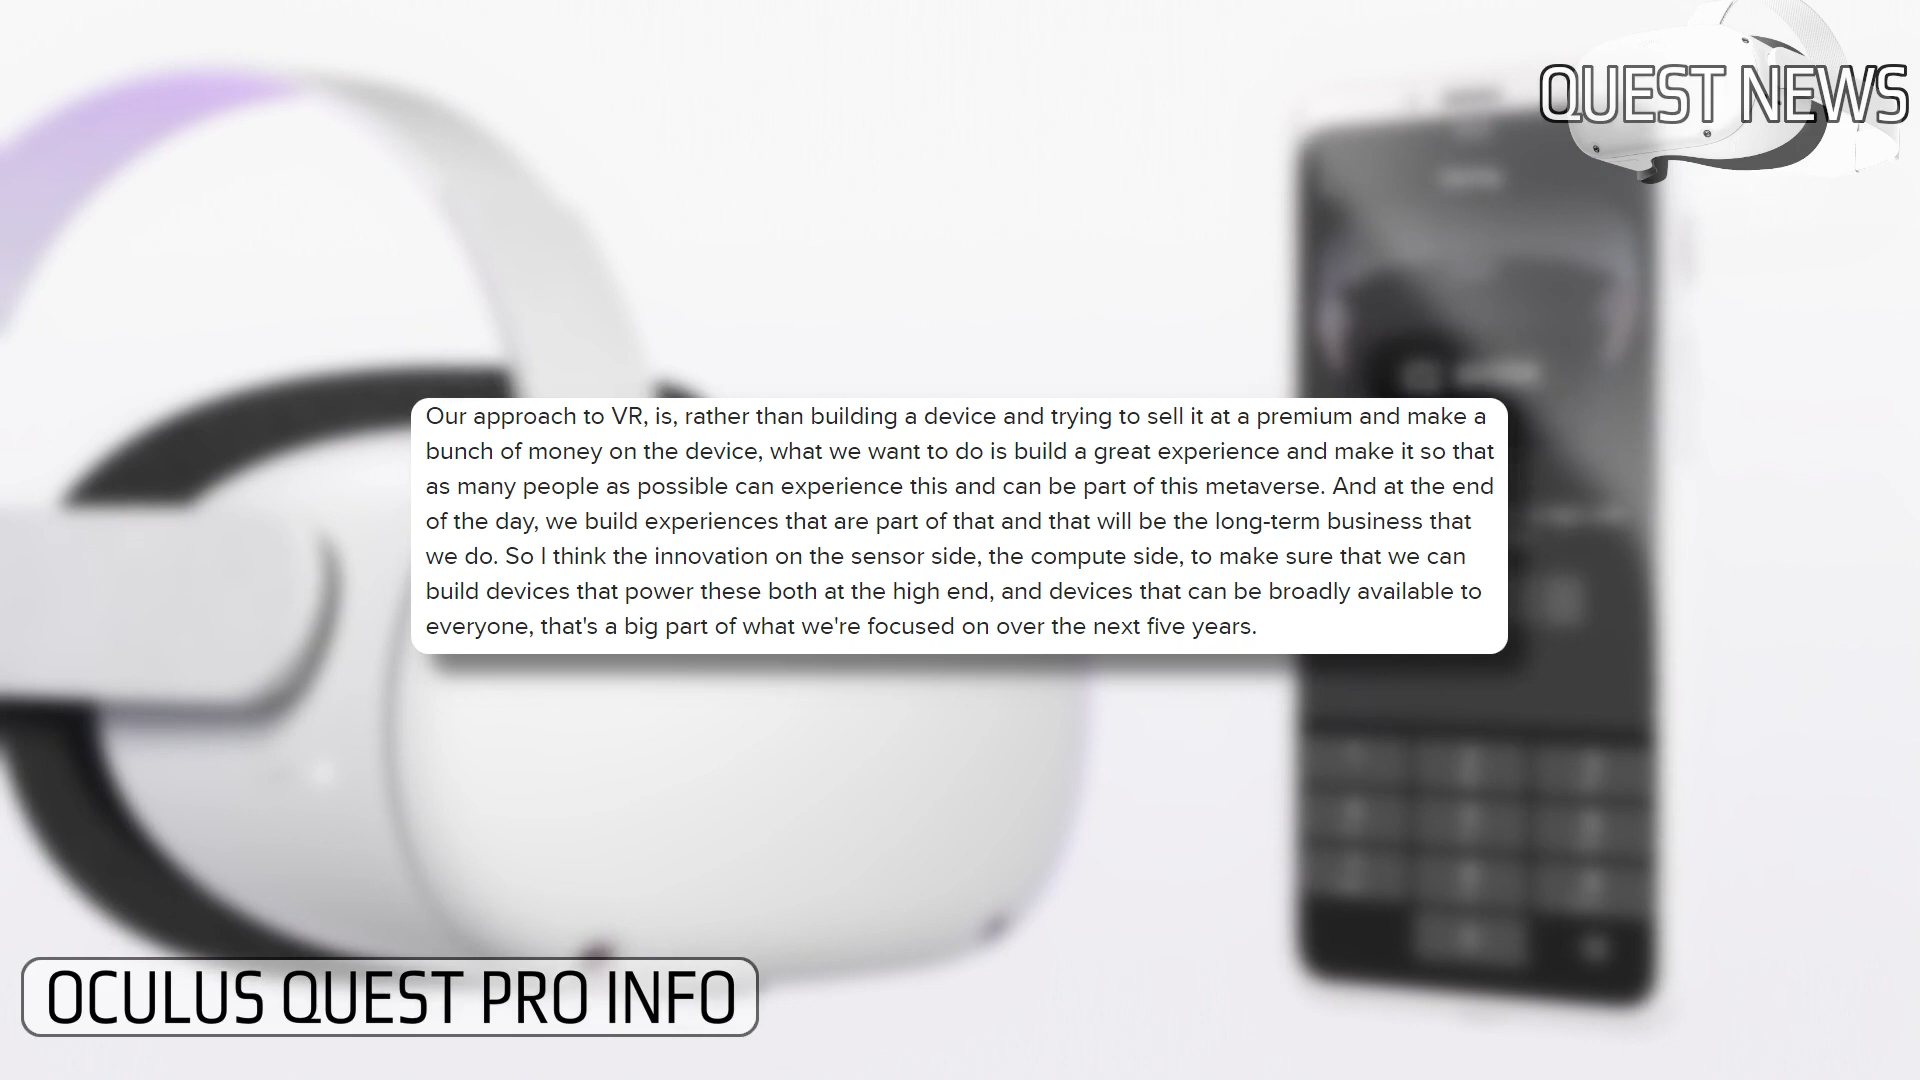 QUEST NEWS
Our approach to VR, is, rather than building a device and trying to sell it at a premium and make a
bunch of money on the device, what we want to do is build a great experience and make it so that
as many people as possible can experience this and can be part of this metaverse. And at the end
of the day, we build experiences that are part of that and that will be the long-term business that
we do. So I think the innovation on the sensor side, the compute side, to make sure that we can
build devices that power these both at the high end, and devices that can be broadly available to
everyone, that's a big part of what we're focused on over the next five years.
OCULUS QUEST PRO INFO